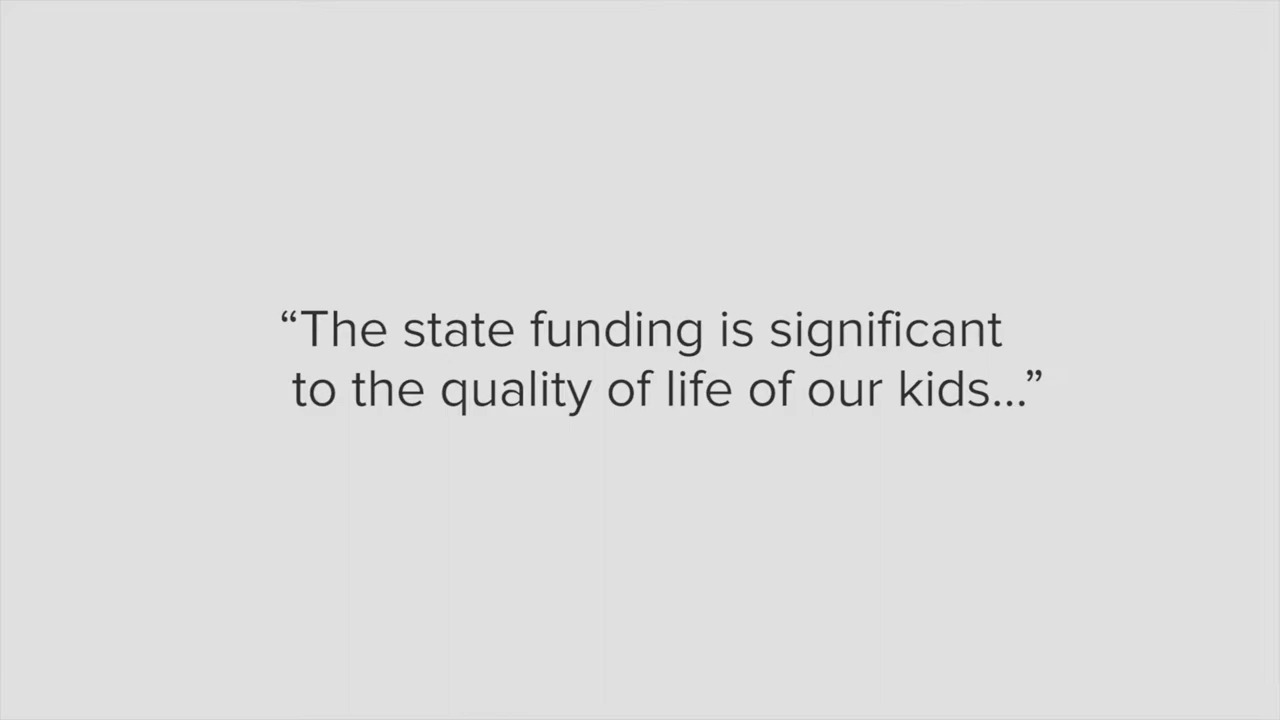 “The state funding is significant
to the quality of life of our kids...”